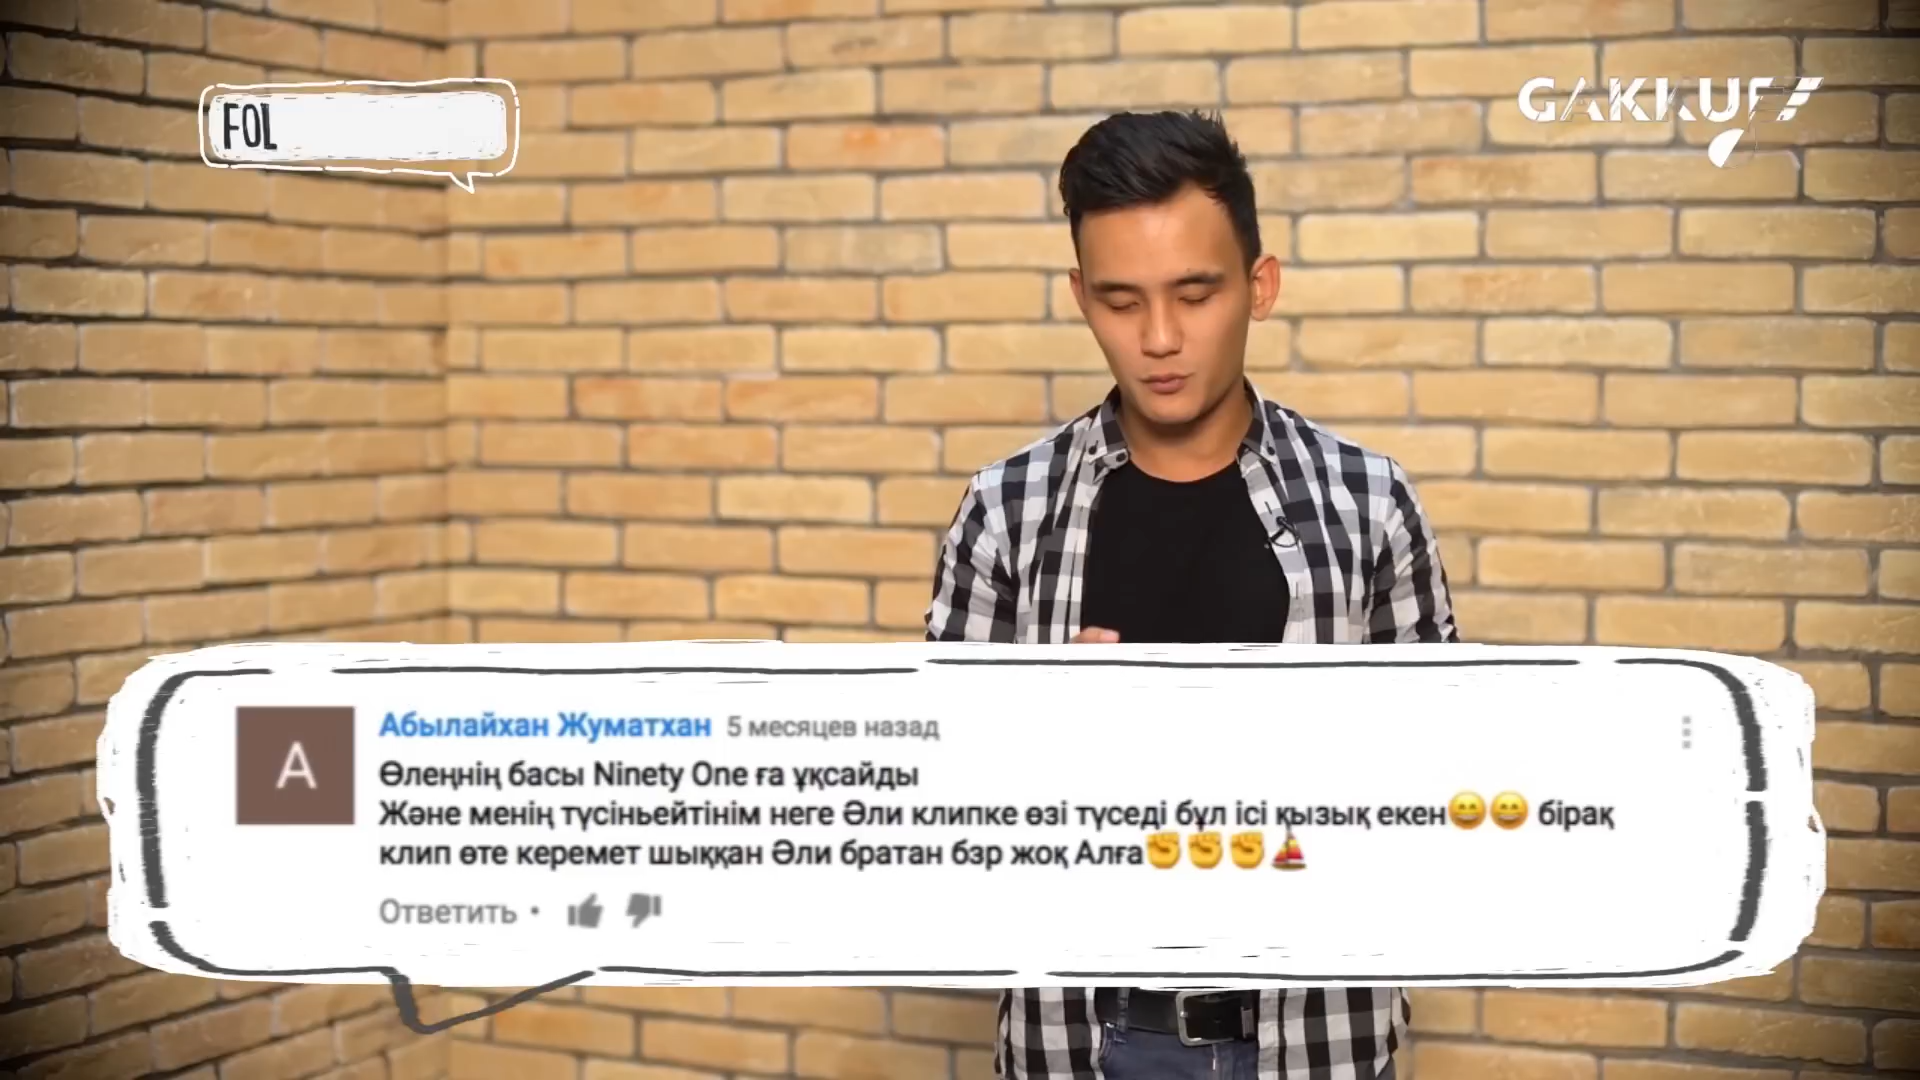 FOL
GAKKU
А
Абылайхан Жуматхан 5 месяцев назад
Өлеңнің басы Ninety One ға ұқсайды
Және менің түсіньейтінім неге Әли клипке өзі түседі бұл ісі қызық екен😄😄 бірақ
клип өте керемет шыққан Әли братан бзр жоқ Алға✊✊✊⛵
Ответить •